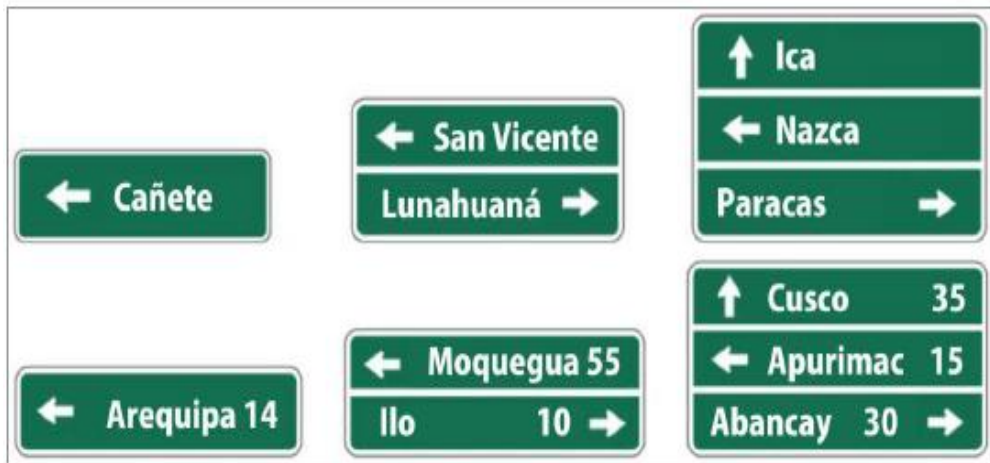 Cañete
San Vicente
Lunahuaná
Ica
Nazca
Paracas
Arequipa 14
Moquegua 55
Ilo 10
Cusco 35
Apurimac 15
Abancay 30